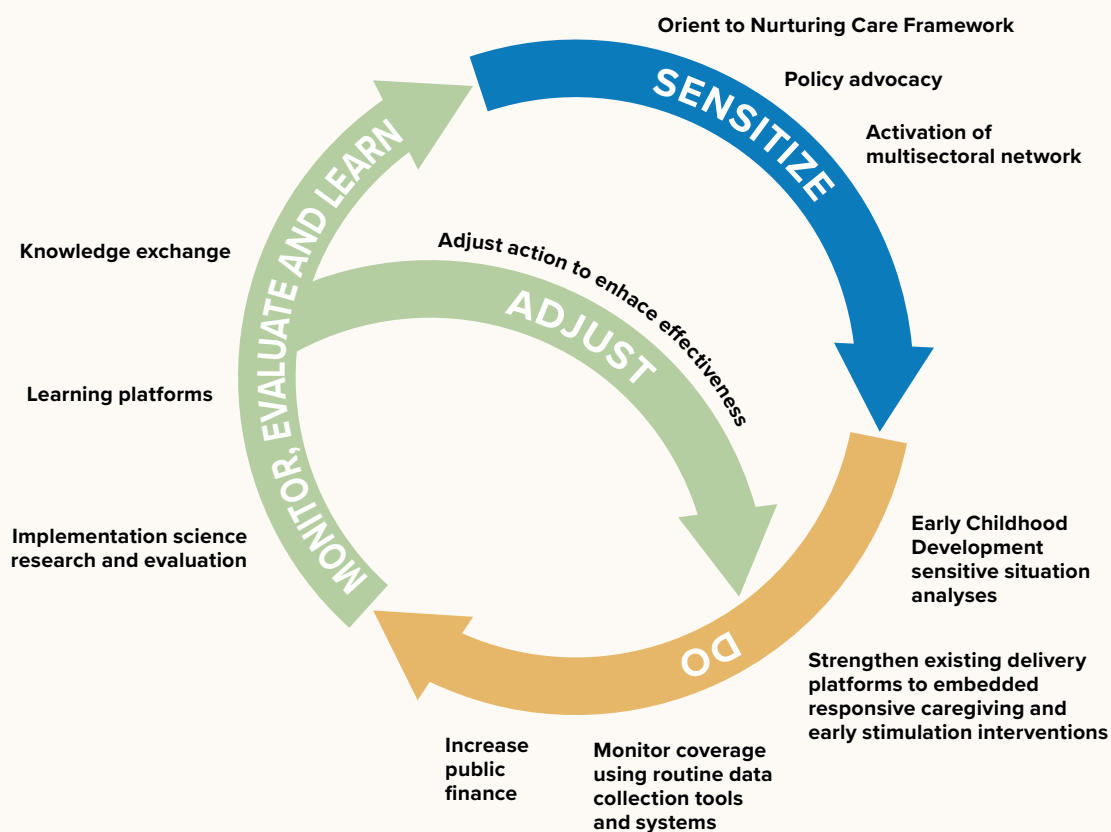 Orient to Nurturing Care Framework
SENSITIZE
Policy advocacy
Activation of
multisectoral network
MONITOR, EVALUATE AND LEARN
Knowledge exchange
Adjust action to enhace effectiveness
ADJUST
Learning platforms
Implementation science
research and evaluation
Early Childhood
Development
sensitive situation
analyses
DO
Strengthen existing delivery
platforms to embedded
responsive caregiving and
early stimulation interventions
Increase
public
finance
Monitor coverage
using routine data
collection tools
and systems